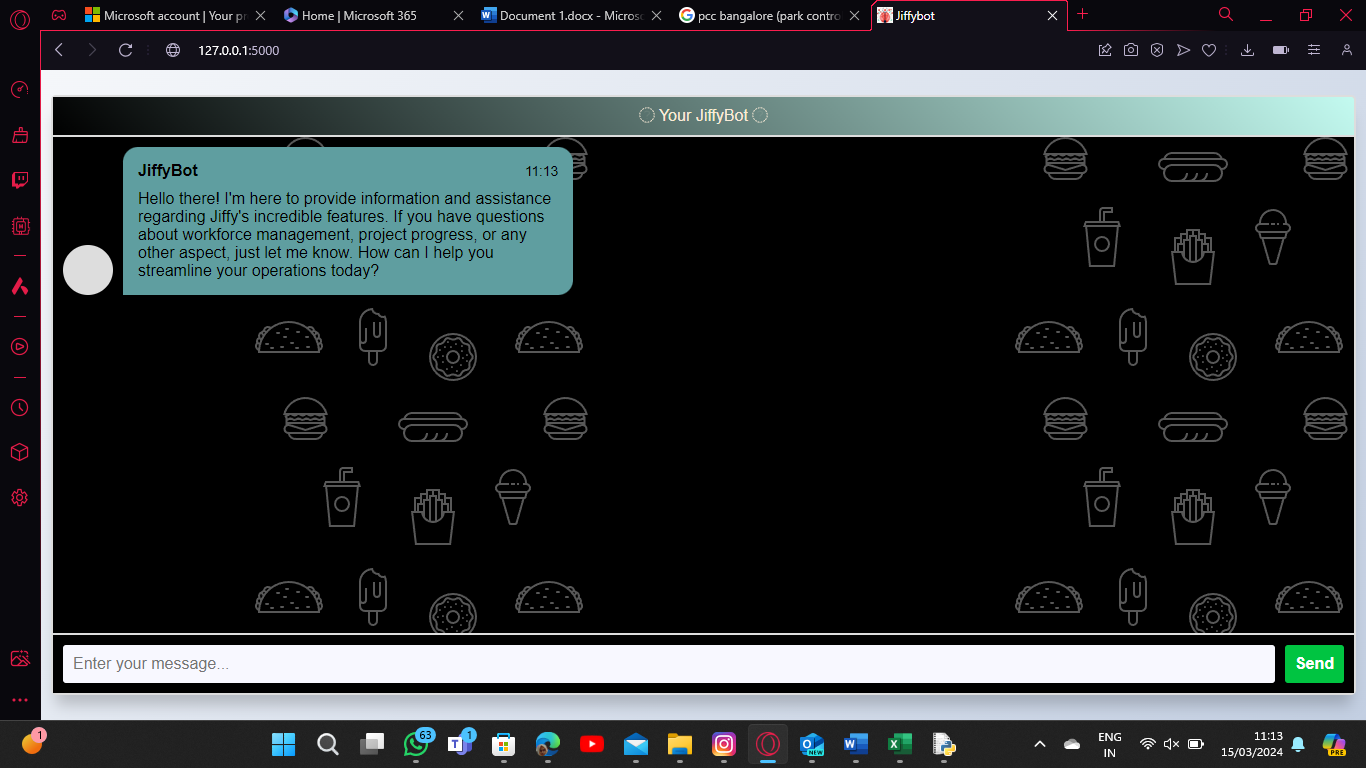 Microsoft account | Your pr
Home | Microsoft 365
Document 1.docx - Microso
pcc bangalore (park contro
Jiffybot
127.0.0.1:5000
Your JiffyBot
JiffyBot
11:13
Hello there! I'm here to provide information and assistance
regarding Jiffy's incredible features. If you have questions
about workforce management, project progress, or any
other aspect, just let me know. How can I help you
streamline your operations today?
Enter your message...
Send
1
63
1
NEW
ENG
IN
11:13
15/03/2024
PRE